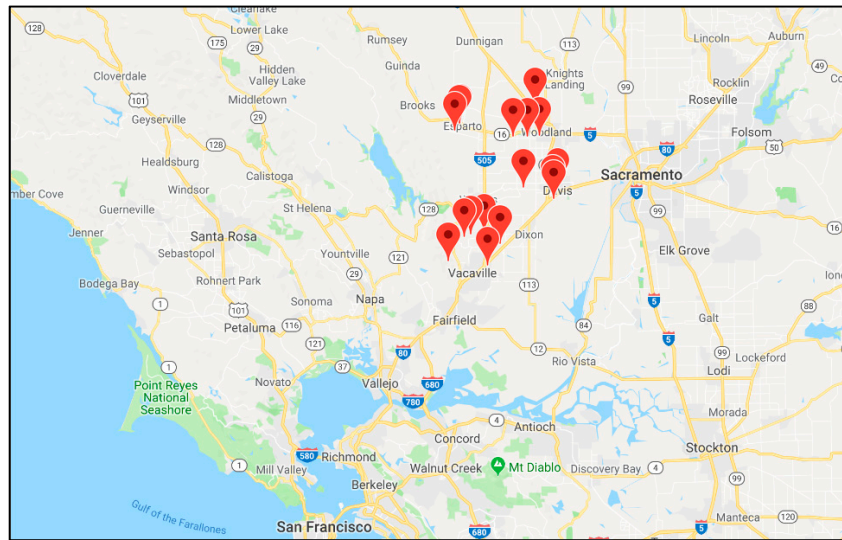 Clearlake
128
Lower Lake
Rumsey
Dunnigan
Lincoln
Auburn
175
29
Guinda
113
99
49
Cloverdale
Hidden
Valley Lake
Knights
Landing
Rocklin
101
Middletown
Brooks
Roseville
Geyserville
29
Esparto
16
Woodland
5
Folsom
128
80
50
Healdsburg
505
Calistoga
Sacramento
Windsor
Davis
5
Guerneville
St Helena
128
99
Jenner
Santa Rosa
Dixon
16
Sebastopol
Yountville
121
Elk Grove
Bodega Bay
Rohnert Park
29
Vacaville
113
1
Sonoma
Napa
5
88
101
Petaluma
116
Fairfield
84
Galt
121
12
5
80
Rio Vista
99
Lockeford
1
37
Lodi
Point Reyes
National
Seashore
Novato
Vallejo
680
780
Morada
4
Antioch
Concord
Stockton
1
580
Richmond
Mill Valley
Walnut Creek
Mt Diablo
Discovery Bay
4
Berkeley
99
Gulf of the Farallones
San Francisco
680
5
Manteca
120